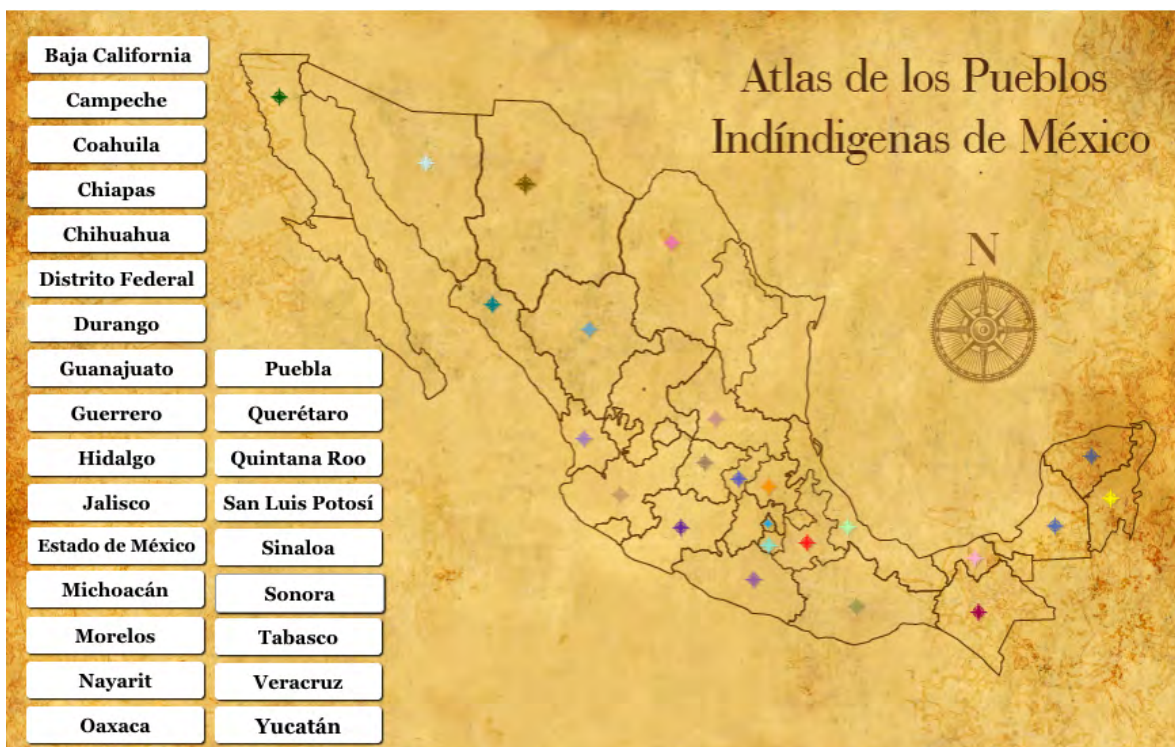 Atlas de los Pueblos
Indíndigenas de México
N
Baja California
Campeche
Coahuila
Chiapas
Chihuahua
Distrito Federal
Durango
Guanajuato
Guerrero
Hidalgo
Jalisco
Estado de México
Michoacán
Morelos
Nayarit
Oaxaca
Puebla
Querétaro
Quintana Roo
San Luis Potosí
Sinaloa
Sonora
Tabasco
Veracruz
Yucatán